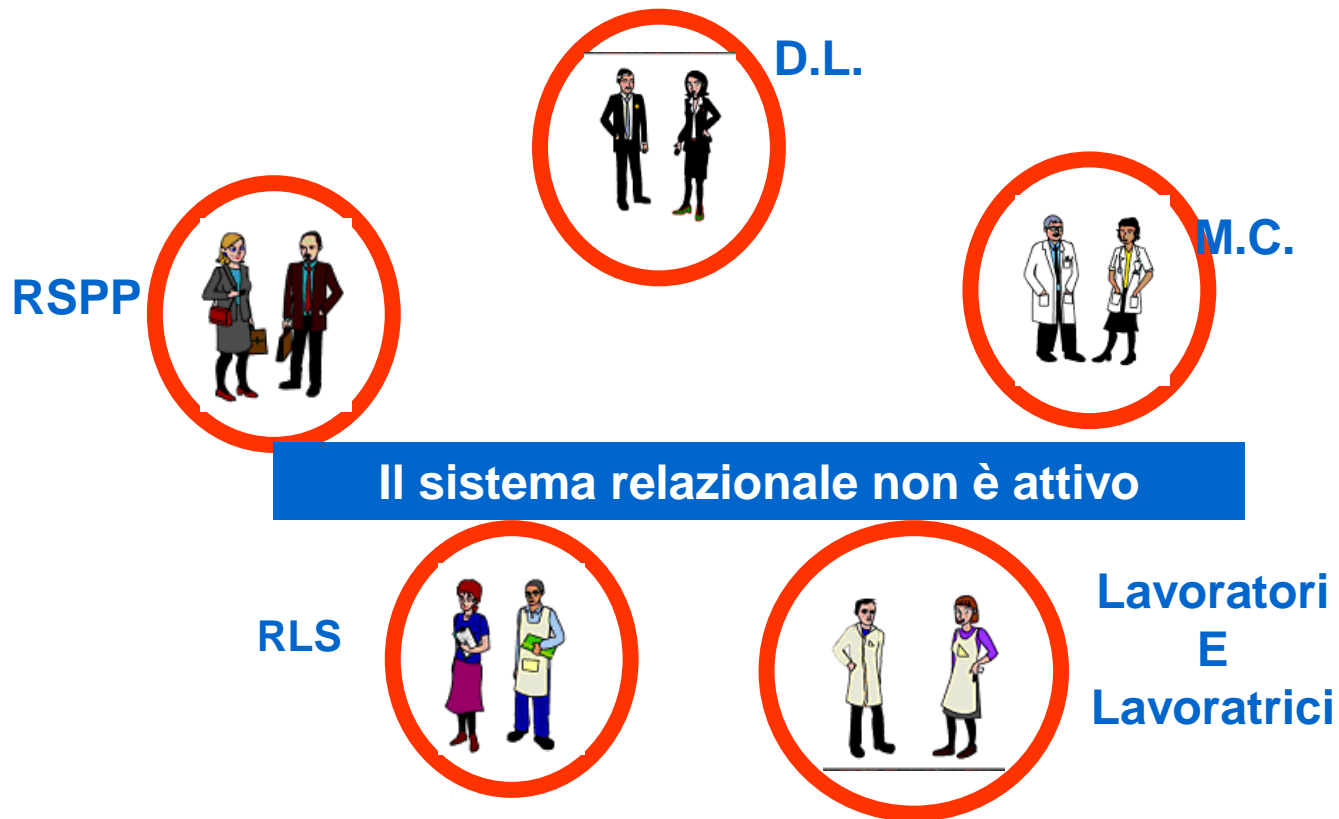 D.L.
M.C.
RSPP
Il sistema relazionale non è attivo
RLS
Lavoratori
E
Lavoratrici